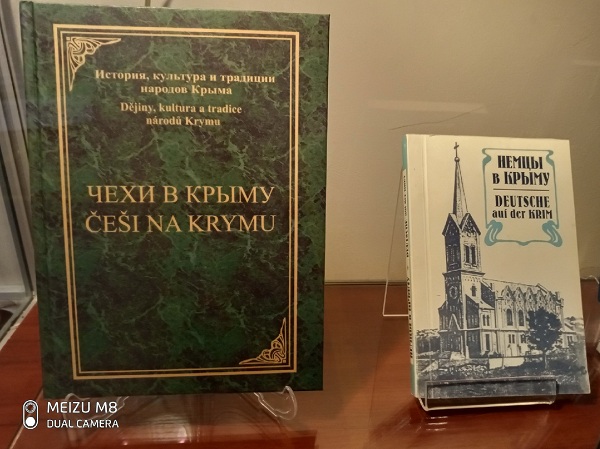 История, культура и традиции
народов Крыма
Dějiny, kultura a tradice
národů Krymu
ЧЕХИ В КРЫМУ
ČEŠI NA KRYMU
НЕМЦЫ
В КРЫМУ
DEUTSCHE
auf der KRIM
MEIZU M8
DUAL CAMERA